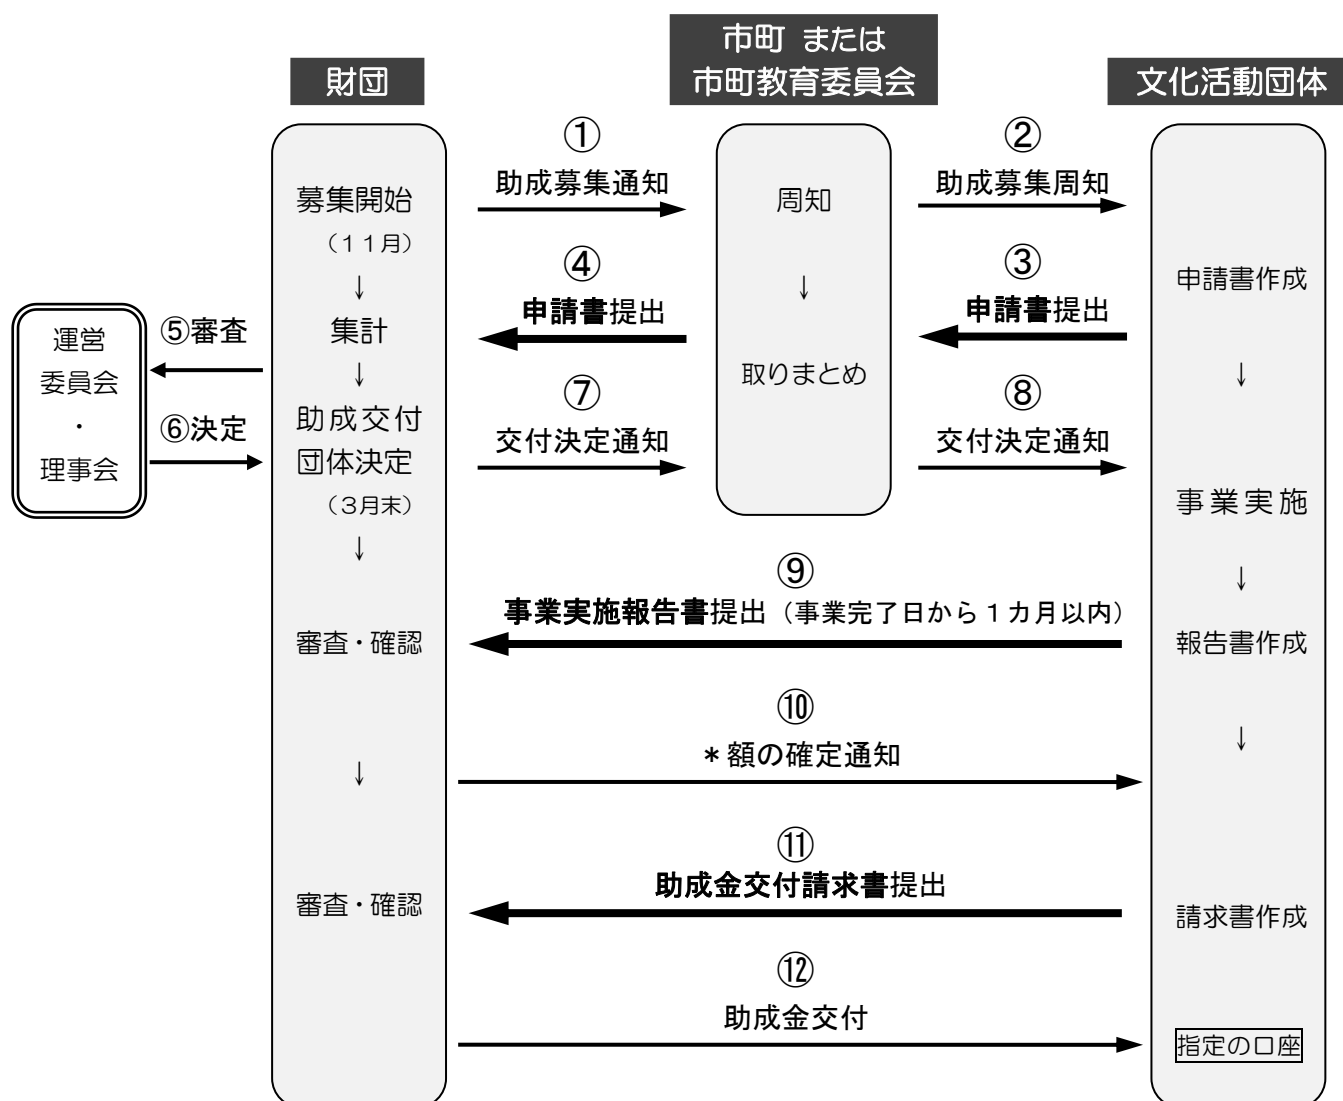 財団
市町 または
市町教育委員会
文化活動団体
①
助成募集通知
②
助成募集周知
募集開始
（１１月）
周知
④
申請書提出
③
申請書提出
申請書作成
↓
↓
運営
委員会
・
理事会
⑤審査
⑥決定
集計
↓
取りまとめ
↓
助成交付
団体決定
（３月末）
⑦
交付決定通知
⑧
交付決定通知
事業実施
↓
↓
⑨
事業実施報告書提出（事業完了日から１カ月以内）
審査・確認
報告書作成
⑩
＊額の確定通知
↓
↓
⑪
助成金交付請求書提出
審査・確認
請求書作成
⑫
助成金交付
指定の口座